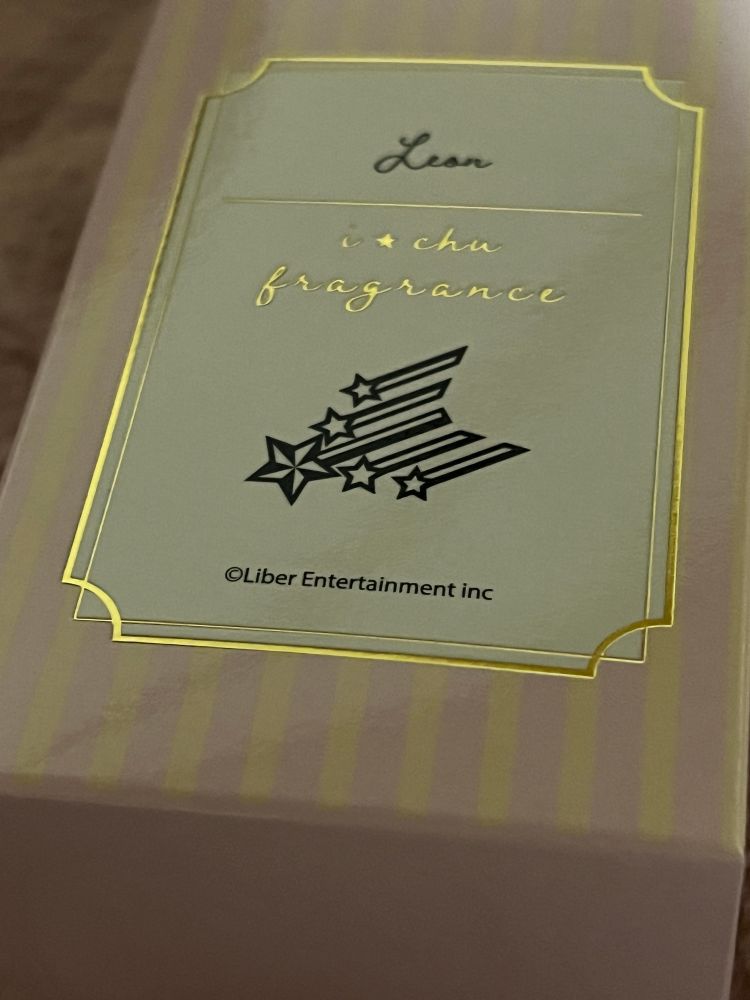 Leon
i★chu
fragrance
©Liber Entertainment inc